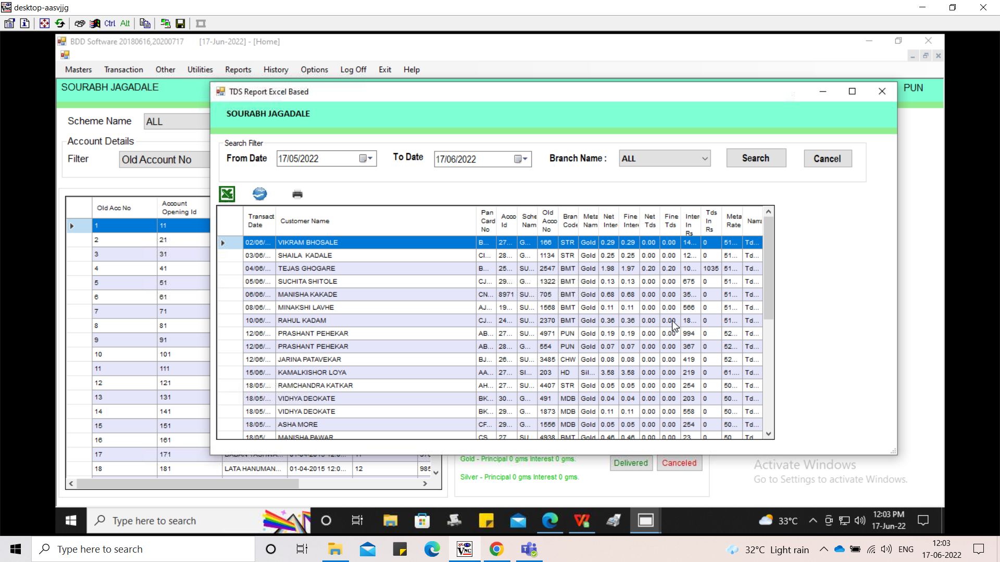 desktop-aasvjjg
Ctrl Alt
BDD Software 20180616,20200717 [17-Jun-2022] - [Home]
Masters Transaction Other Utilities Reports History Options Log Off Exit Help
SOURABH JAGADALE PUN
Scheme Name ALL
Account Details
Filter Old Account No
Old Acc No Account Opening Id
1 11
2 21
3 31
4 41
5 51
6 61
7 71
8 81
9 91
10 101
11 111
12 121
13 131
14 141
15 151
16 161
17 171
18 181 LATA HANUMAN... 01-04-2015 12:0... 12 985
TDS Report Excel Based
SOURABH JAGADALE
Search Filter
From Date 17/05/2022 To Date 17/06/2022 Branch Name : ALL Search Cancel
Transact Date Customer Name Pan Card No Acco Id Sche Nam Old Acco No Bran Code Meta Nam Net Inter Fine Inter Net Tds Fine Tds Inter In Rs Tds In Rs Meta Rate Narra
02/06/... VIKRAM BHOSALE B... 27... G... 166 STR Gold 0.29 0.29 0.00 0.00 14... 0 51... Td...
03/06/... SHAILA KADALE CI... 28... G... 1134 STR Gold 0.25 0.25 0.00 0.00 12... 0 51... Td...
04/06/... TEJAS GHOGARE B... 25... SU... 2547 BMT Gold 1.98 1.97 0.20 0.20 10... 1035 51... Td...
05/06/... SUCHITA SHITOLE CJ... 29... G... 1322 BMT Gold 0.13 0.13 0.00 0.00 675 0 51... Td...
06/06/... MANISHA KAKADE CN... 8971 SU... 705 BMT Gold 0.68 0.68 0.00 0.00 35... 0 51... Td...
08/06/... MINAKSHI LAVHE AJ... 19... SU... 1568 BMT Gold 0.11 0.11 0.00 0.00 566 0 51... Td...
10/06/... RAHUL KADAM CJ... 24... SU... 2370 BMT Gold 0.36 0.36 0.00 0.00 18... 0 51... Td...
12/06/... PRASHANT PEHEKAR AB... 27... SU... 4971 PUN Gold 0.19 0.19 0.00 0.00 994 0 52... Td...
12/06/... PRASHANT PEHEKAR AB... 28... G... 554 PUN Gold 0.07 0.07 0.00 0.00 367 0 52... Td...
12/06/... JARINA PATAVEKAR BJ... 26... SU... 3485 CHW Gold 0.08 0.08 0.00 0.00 419 0 52... Td...
15/06/... KAMALKISHOR LOYA AA... 27... SI... 203 HD Sil... 3.58 3.58 0.00 0.00 219 0 61.... Td...
18/05/... RAMCHANDRA KATKAR AH... 27... SU... 4407 STR Gold 0.05 0.05 0.00 0.00 254 0 50... Td...
18/05/... VIDHYA DEOKATE BK... 30... G... 491 MDB Gold 0.04 0.04 0.00 0.00 203 0 50... Td...
18/05/... VIDHYA DEOKATE BK... 29... G... 1873 MDB Gold 0.11 0.11 0.00 0.00 558 0 50... Td...
18/05/... ASHA MORE CF... 29... G... 1556 MDB Gold 0.05 0.05 0.00 0.00 254 0 50... Td...
18/05/ MANISHA PAWAR CS 27 SU 4938 BMT Gold 0.46 0.46 0.00 0.00 23 0 50 Td
Gold - Principal 0 gms Interest 0 gms.
Silver - Principal 0 gms Interest 0 gms.
Delivered Canceled
Activate Windows
Go to Settings to activate Windows.
Type here to search 33°C 12:03 PM
17-Jun-22
Type here to search VNC 32°C Light rain ENG 12:03
17-06-2022